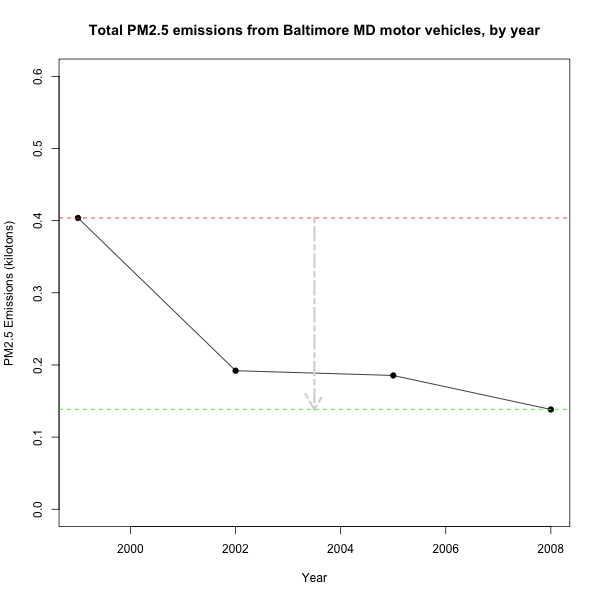 Total PM2.5 emissions from Baltimore MD motor vehicles, by year
PM2.5 Emissions (kilotons)
0.6
0.5
0.4
0.3
0.2
0.1
0.0
2000 2002 2004 2006 2008
Year